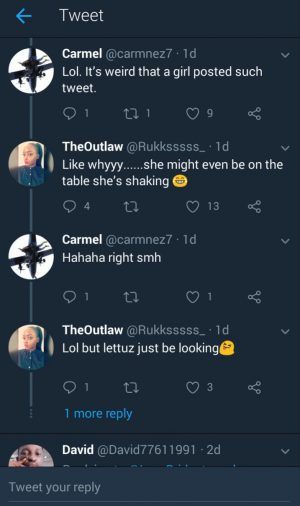 Tweet
Carmel @carmnez7 · 1d
Lol. It's weird that a girl posted such
tweet.
1 1 9
TheOutlaw @Rukksssss_ · 1d
Like whyyy......she might even be on the
table she's shaking 😂
4 13
Carmel @carmnez7 · 1d
Hahaha right smh
1 1
TheOutlaw @Rukksssss_ · 1d
Lol but lettuz just be looking😝
1 3
1 more reply
David @David77611991 · 2d
Tweet your reply